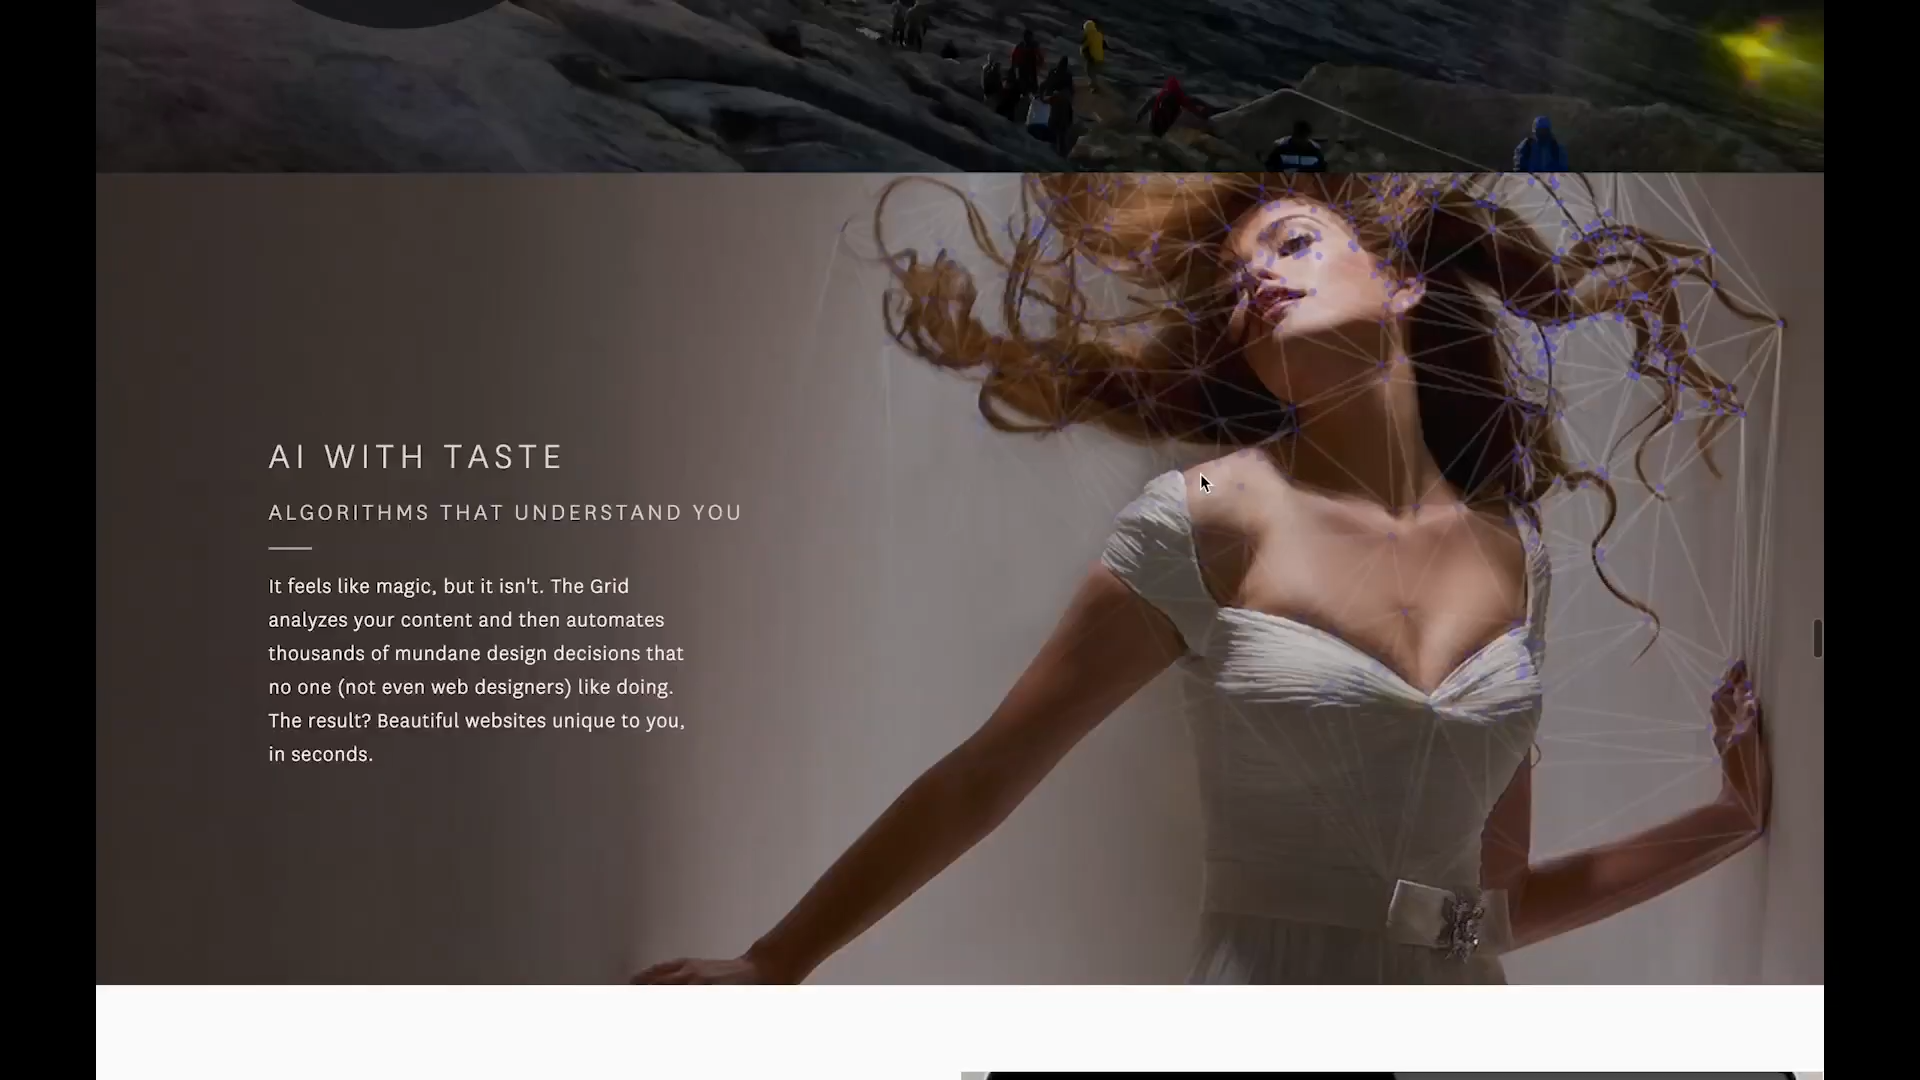 AI WITH TASTE
ALGORITHMS THAT UNDERSTAND YOU
It feels like magic, but it isn't. The Grid
analyzes your content and then automates
thousands of mundane design decisions that
no one (not even web designers) like doing.
The result? Beautiful websites unique to you,
in seconds.